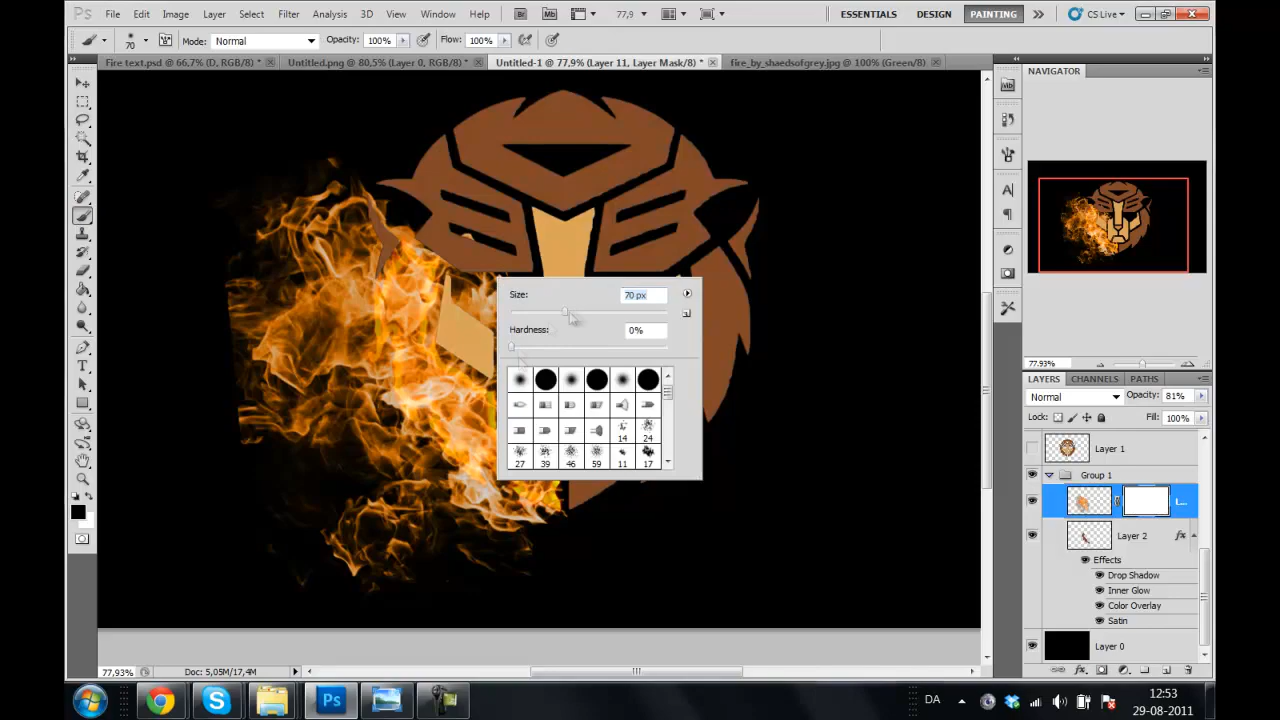 Ps File Edit Image Layer Select Filter Analysis 3D View Window Help Br Mb 77,9 ESSENTIALS DESIGN PAINTING CS Live
70 Mode: Normal Opacity: 100% Flow: 100%
Fire text.psd @ 66,7% (D, RGB/8) * Untitled.png @ 80,5% (Layer 0, RGB/8) * Untitled-1 @ 77,9% (Layer 11, Layer Mask/8) * fire_by_shaedsofgrey.jpg @ 100% (Green/8)
NAVIGATOR
Size: 70 px
Hardness: 0%
14 24
27 39 46 59 11 17
77.93%
LAYERS CHANNELS PATHS
Normal Opacity: 81%
Lock: Fill: 100%
Layer 1
Group 1
L...
Layer 2 fx
Effects
Drop Shadow
Inner Glow
Color Overlay
Satin
Layer 0
77,93% Doc: 5,05M/17,4M
DA 12:53
29-08-2011